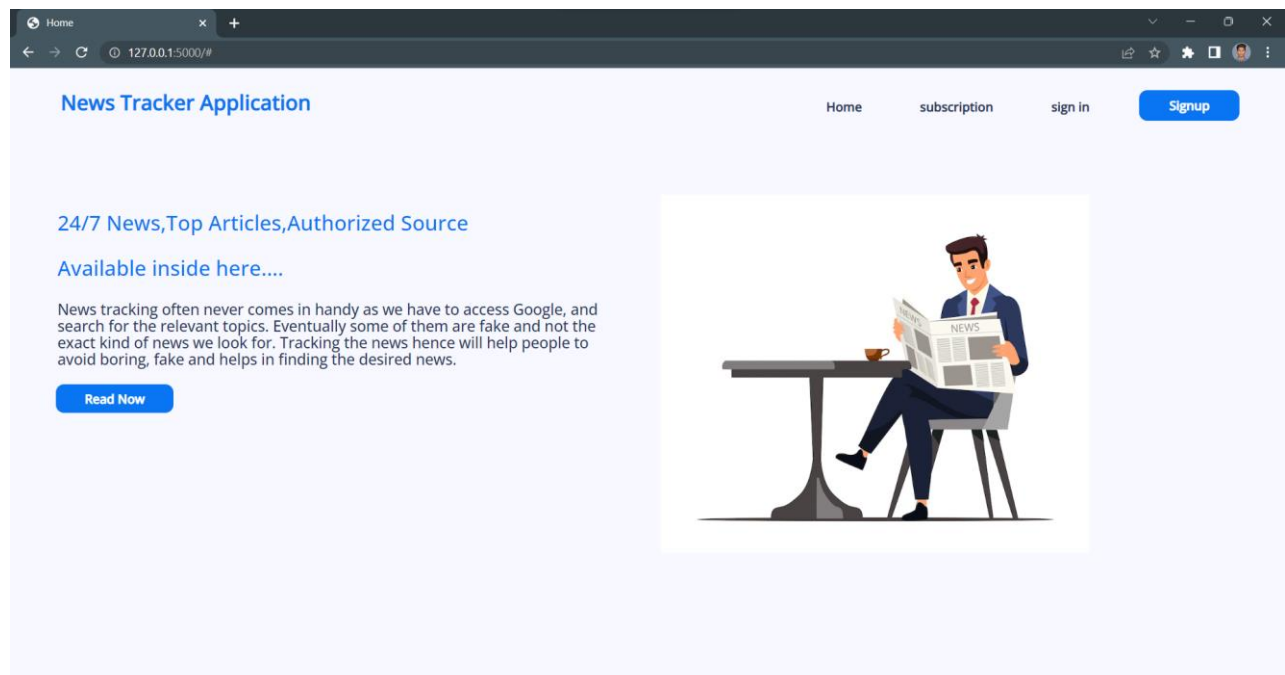 Home
127.0.0.1:5000/#
News Tracker Application
Home subscription sign in Signup
24/7 News,Top Articles,Authorized Source
Available inside here....
News tracking often never comes in handy as we have to access Google, and
search for the relevant topics. Eventually some of them are fake and not the
exact kind of news we look for. Tracking the news hence will help people to
avoid boring, fake and helps in finding the desired news.
Read Now
NEWS
NEWS